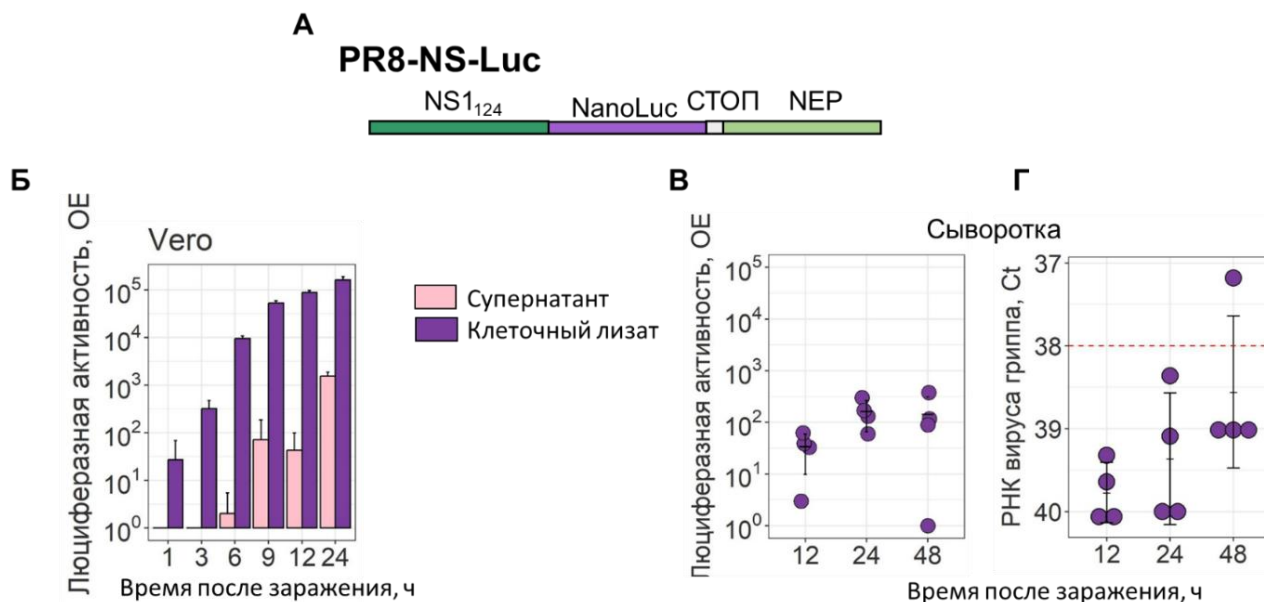 А
PR8-NS-Luc
NS1₁₂₄ NanoLuc СТОП NEP
Б
Люциферазная активность, ОЕ
Vero
10⁵
10⁴
10³
10²
10¹
10⁰
1 3 6 9 12 24
Время после заражения, ч
Супернатант
Клеточный лизат
В
Г
Сыворотка
Люциферазная активность, ОЕ
10⁵
10⁴
10³
10²
10¹
10⁰
12 24 48
РНК вируса гриппа, Ct
37
38
39
40
12 24 48
Время после заражения, ч